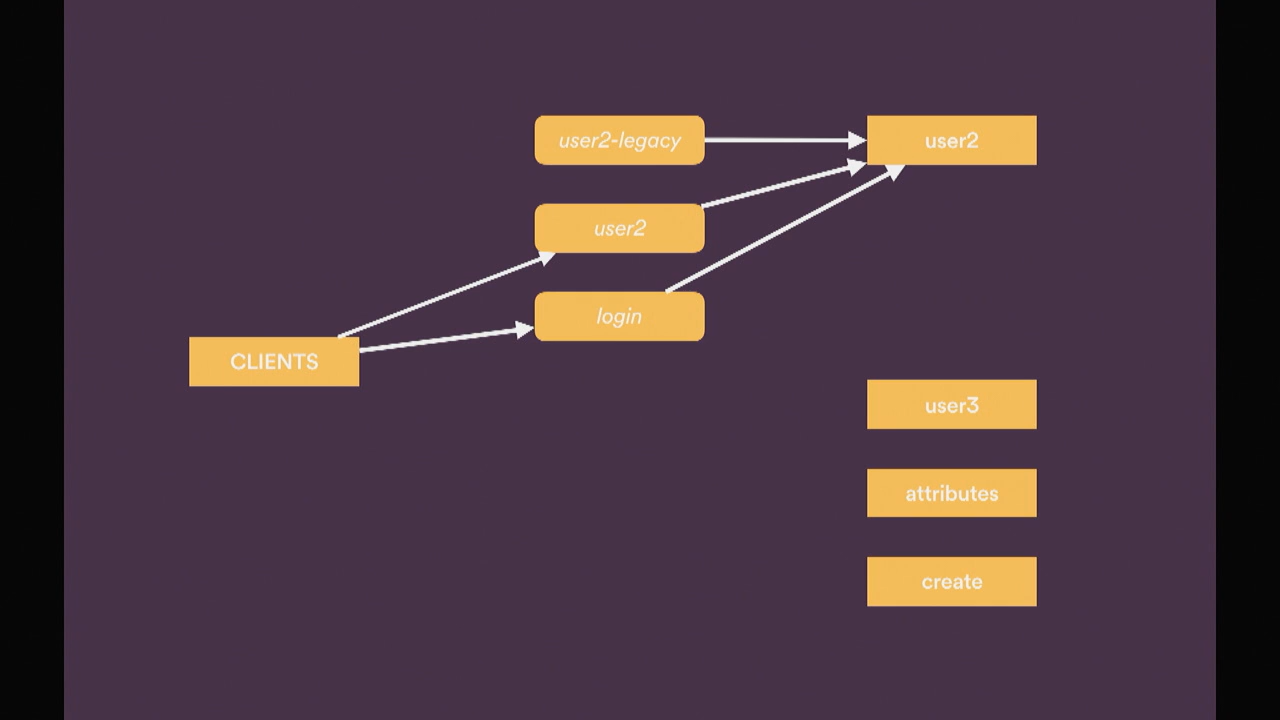 user2-legacy
user2
user2
login
CLIENTS
user3
attributes
create